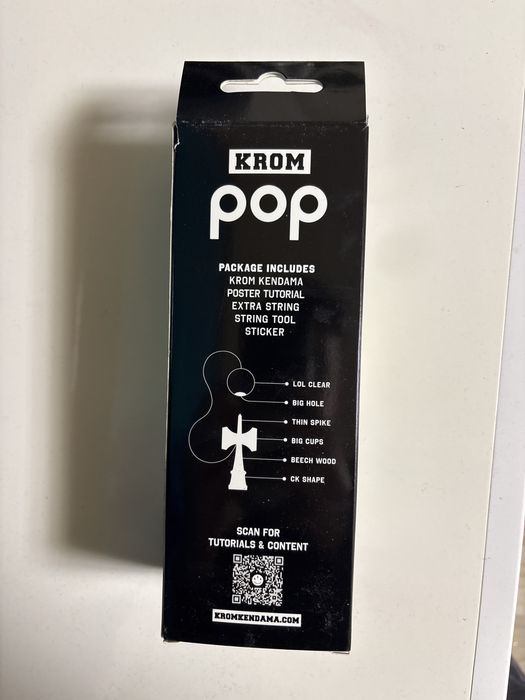 KROM
pop
PACKAGE INCLUDES
KROM KENDAMA
POSTER TUTORIAL
EXTRA STRING
STRING TOOL
STICKER
LOL CLEAR
BIG HOLE
THIN SPIKE
BIG CUPS
BEECH WOOD
CK SHAPE
SCAN FOR
TUTORIALS & CONTENT
KROMKENDAMA.COM